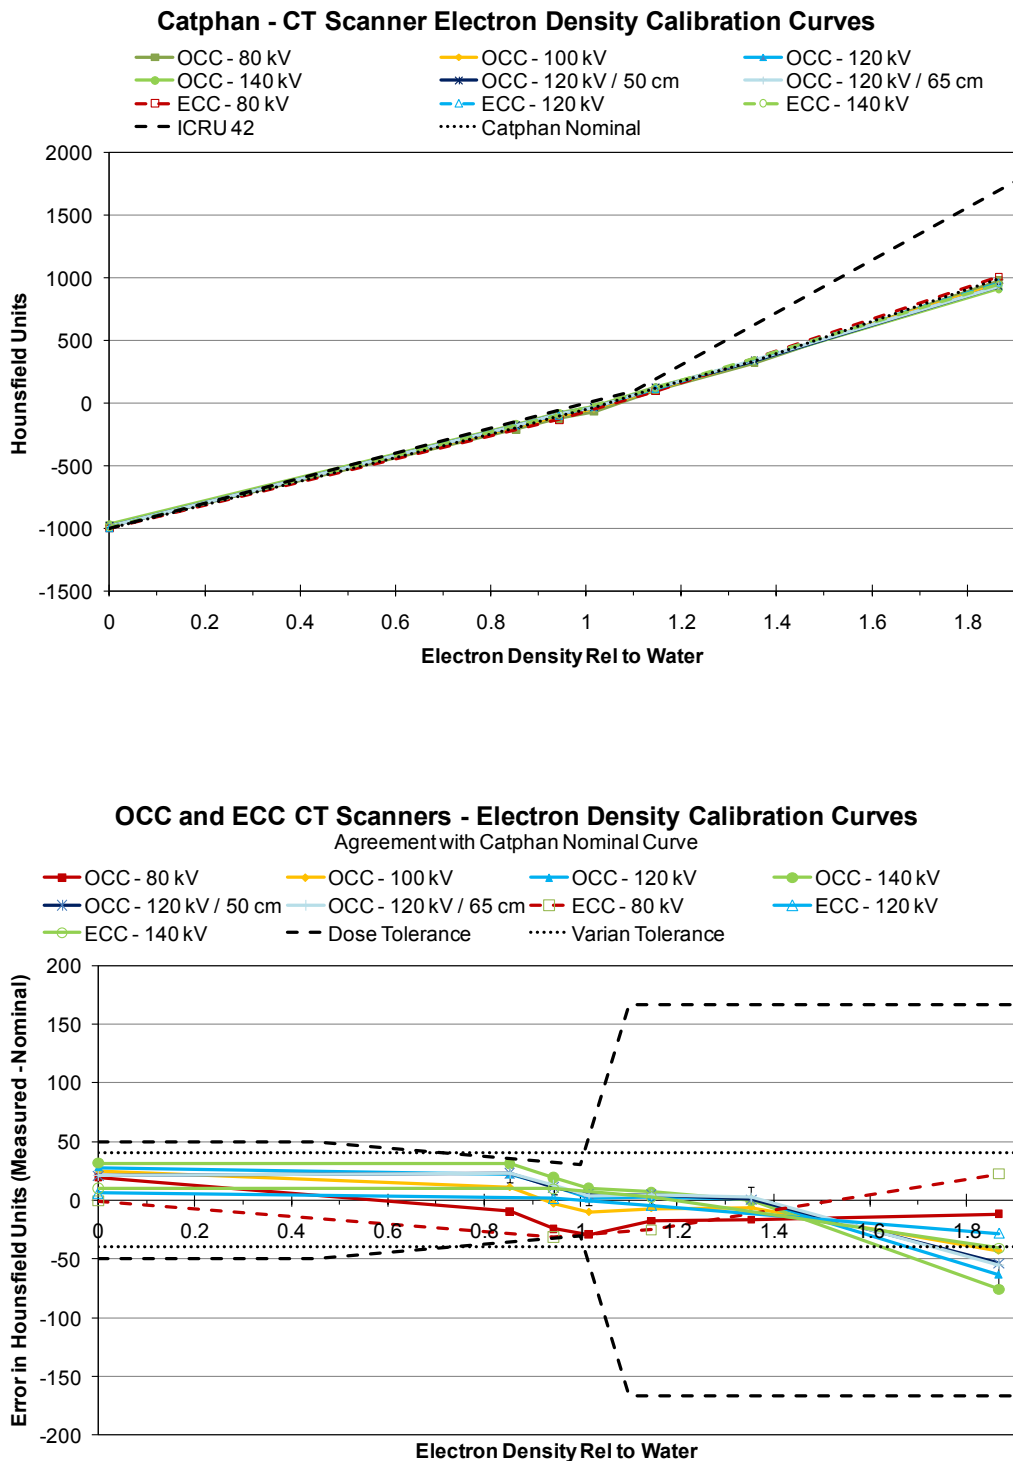 Catphan - CT Scanner Electron Density Calibration Curves
OCC - 80 kV
OCC - 100 kV
OCC - 120 kV
OCC - 140 kV
OCC - 120 kV / 50 cm
OCC - 120 kV / 65 cm
ECC - 80 kV
ECC - 120 kV
ECC - 140 kV
ICRU 42
Catphan Nominal
2000
1500
1000
500
0
-500
-1000
-1500
Hounsfield Units
0 0.2 0.4 0.6 0.8 1 1.2 1.4 1.6 1.8
Electron Density Rel to Water
OCC and ECC CT Scanners - Electron Density Calibration Curves
Agreement with Catphan Nominal Curve
OCC - 80 kV
OCC - 100 kV
OCC - 120 kV
OCC - 140 kV
OCC - 120 kV / 50 cm
OCC - 120 kV / 65 cm
ECC - 80 kV
ECC - 120 kV
ECC - 140 kV
Dose Tolerance
Varian Tolerance
200
150
100
50
0
-50
-100
-150
-200
Error in Hounsfield Units (Measured -Nominal)
0 0.2 0.4 0.6 0.8 1 1.2 1.4 1.6 1.8
Electron Density Rel to Water